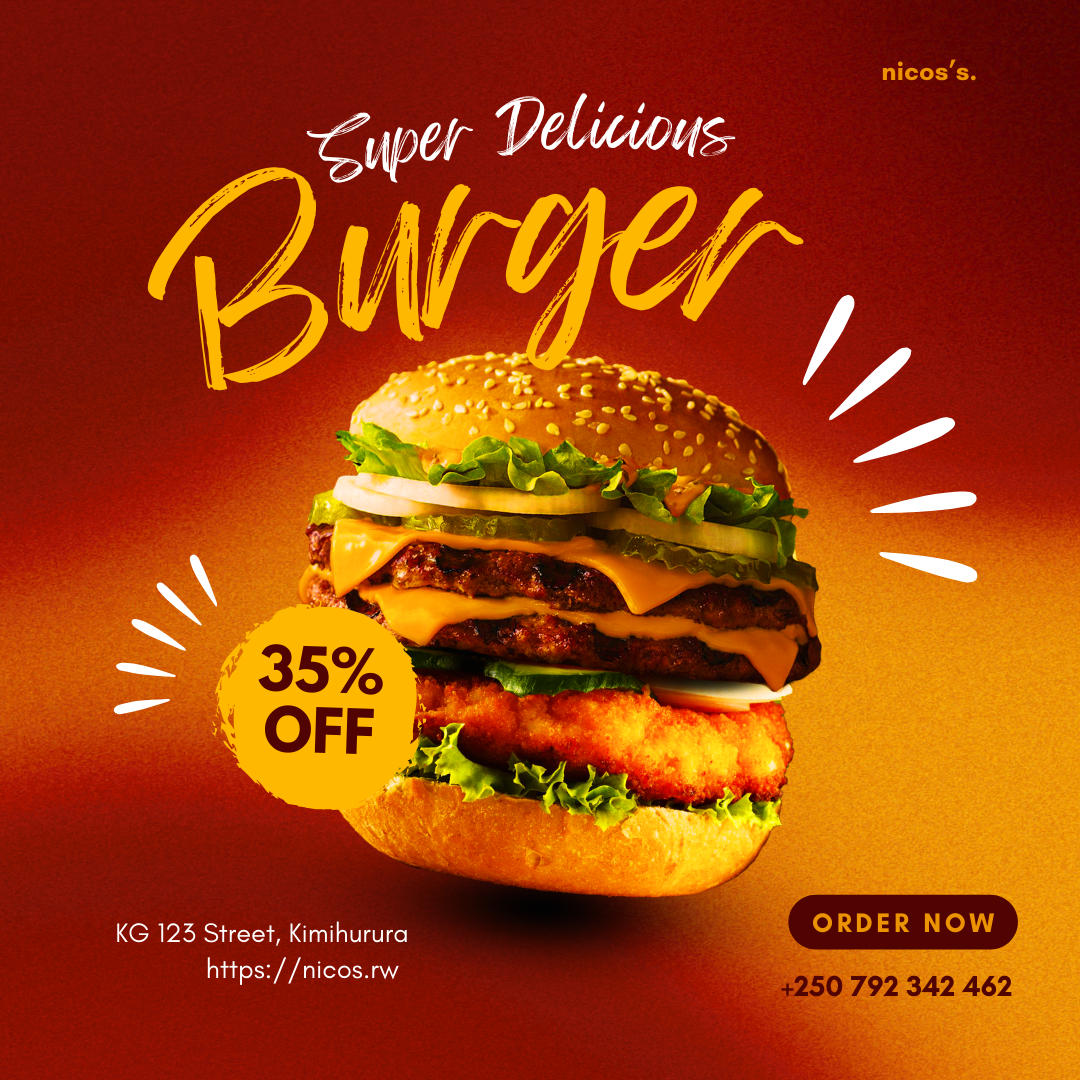 nicos's.
Super Delicious
Burger
35%
OFF
KG 123 Street, Kimihurura
https://nicos.rw
ORDER NOW
+250 792 342 462